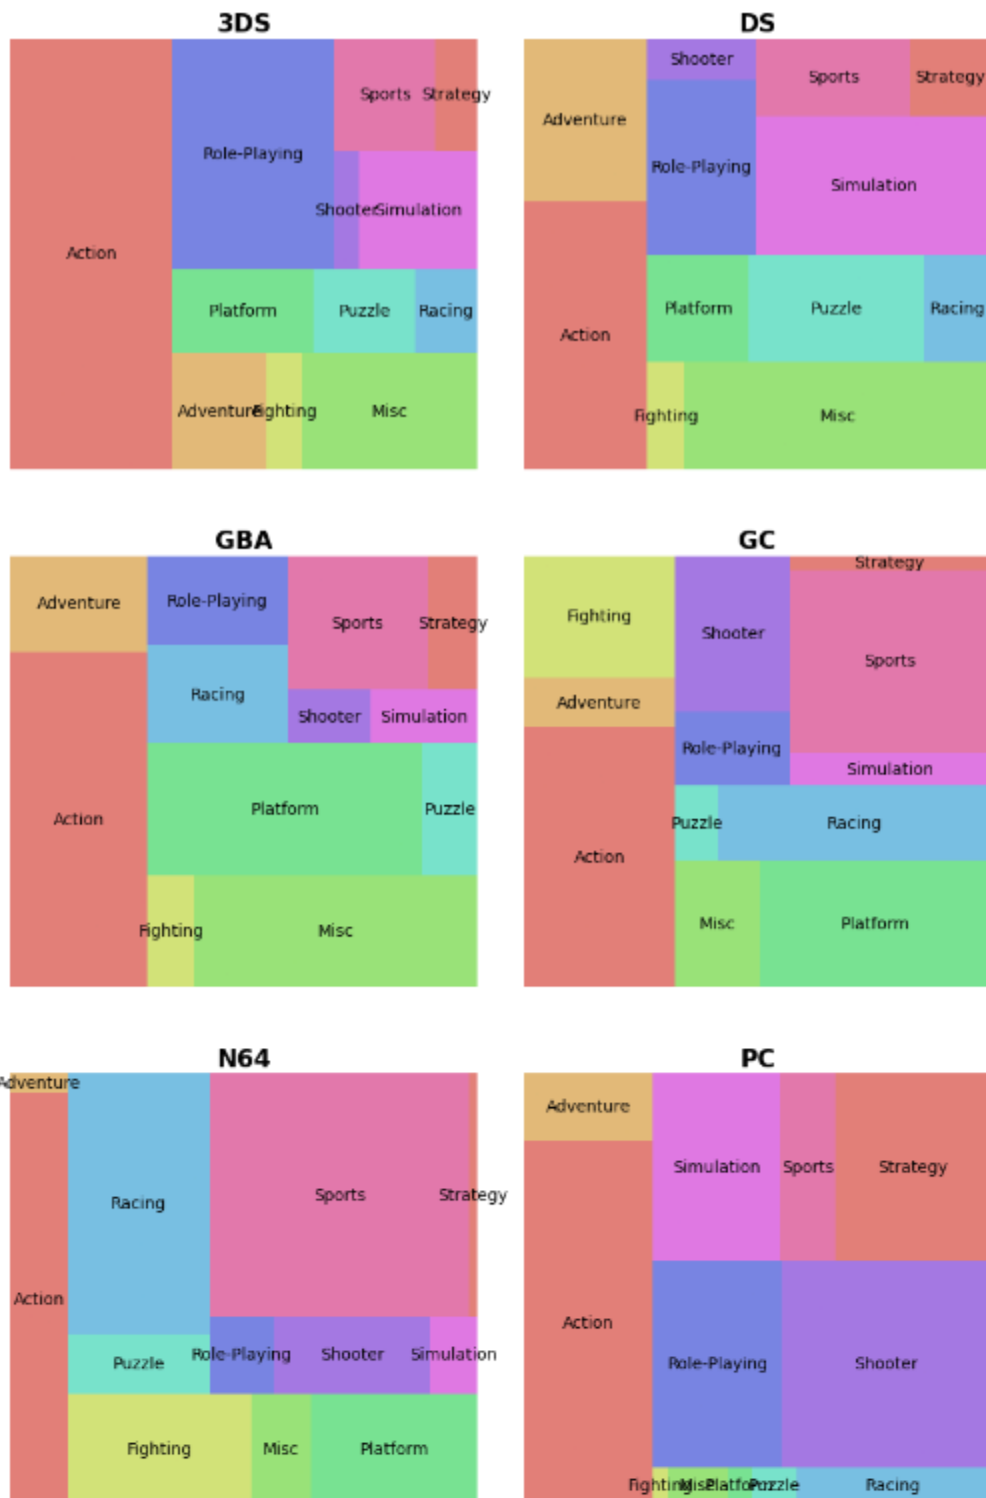 3DS
Action
Role-Playing
Sports
Strategy
Shooter
Simulation
Platform
Puzzle
Racing
Adventure
Fighting
Misc
DS
Adventure
Shooter
Sports
Strategy
Role-Playing
Simulation
Action
Platform
Puzzle
Racing
Fighting
Misc
GBA
Adventure
Role-Playing
Sports
Strategy
Racing
Shooter
Simulation
Action
Platform
Puzzle
Fighting
Misc
GC
Strategy
Fighting
Shooter
Sports
Adventure
Role-Playing
Simulation
Puzzle
Racing
Action
Misc
Platform
N64
Adventure
Racing
Sports
Strategy
Action
Puzzle
Role-Playing
Shooter
Simulation
Fighting
Misc
Platform
PC
Adventure
Simulation
Sports
Strategy
Action
Role-Playing
Shooter
Fighting
Misc
Platform
Puzzle
Racing